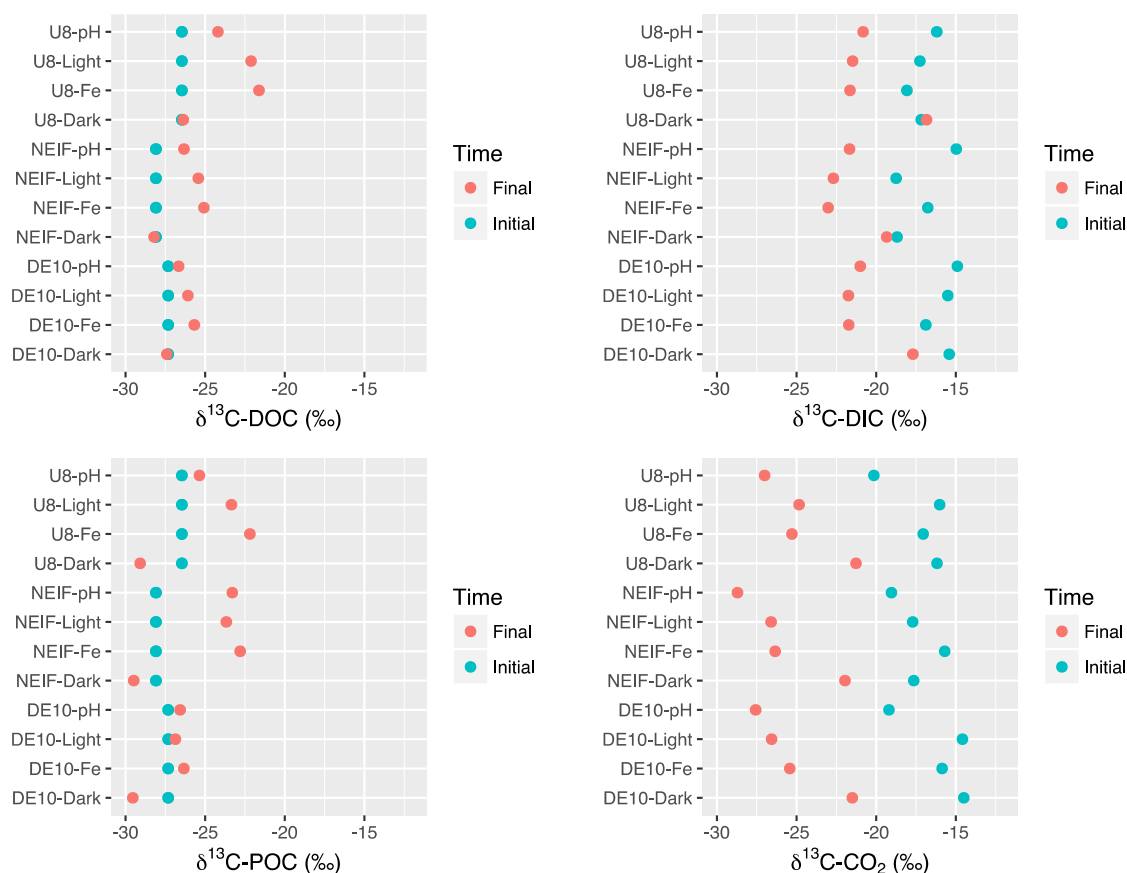 U8-pH
U8-Light
U8-Fe
U8-Dark
NEIF-pH
NEIF-Light
NEIF-Fe
NEIF-Dark
DE10-pH
DE10-Light
DE10-Fe
DE10-Dark
-30 -25 -20 -15
δ¹³C-DOC (‰)
Time
Final
Initial
U8-pH
U8-Light
U8-Fe
U8-Dark
NEIF-pH
NEIF-Light
NEIF-Fe
NEIF-Dark
DE10-pH
DE10-Light
DE10-Fe
DE10-Dark
-30 -25 -20 -15
δ¹³C-DIC (‰)
Time
Final
Initial
U8-pH
U8-Light
U8-Fe
U8-Dark
NEIF-pH
NEIF-Light
NEIF-Fe
NEIF-Dark
DE10-pH
DE10-Light
DE10-Fe
DE10-Dark
-30 -25 -20 -15
δ¹³C-POC (‰)
Time
Final
Initial
U8-pH
U8-Light
U8-Fe
U8-Dark
NEIF-pH
NEIF-Light
NEIF-Fe
NEIF-Dark
DE10-pH
DE10-Light
DE10-Fe
DE10-Dark
-30 -25 -20 -15
δ¹³C-CO₂ (‰)
Time
Final
Initial